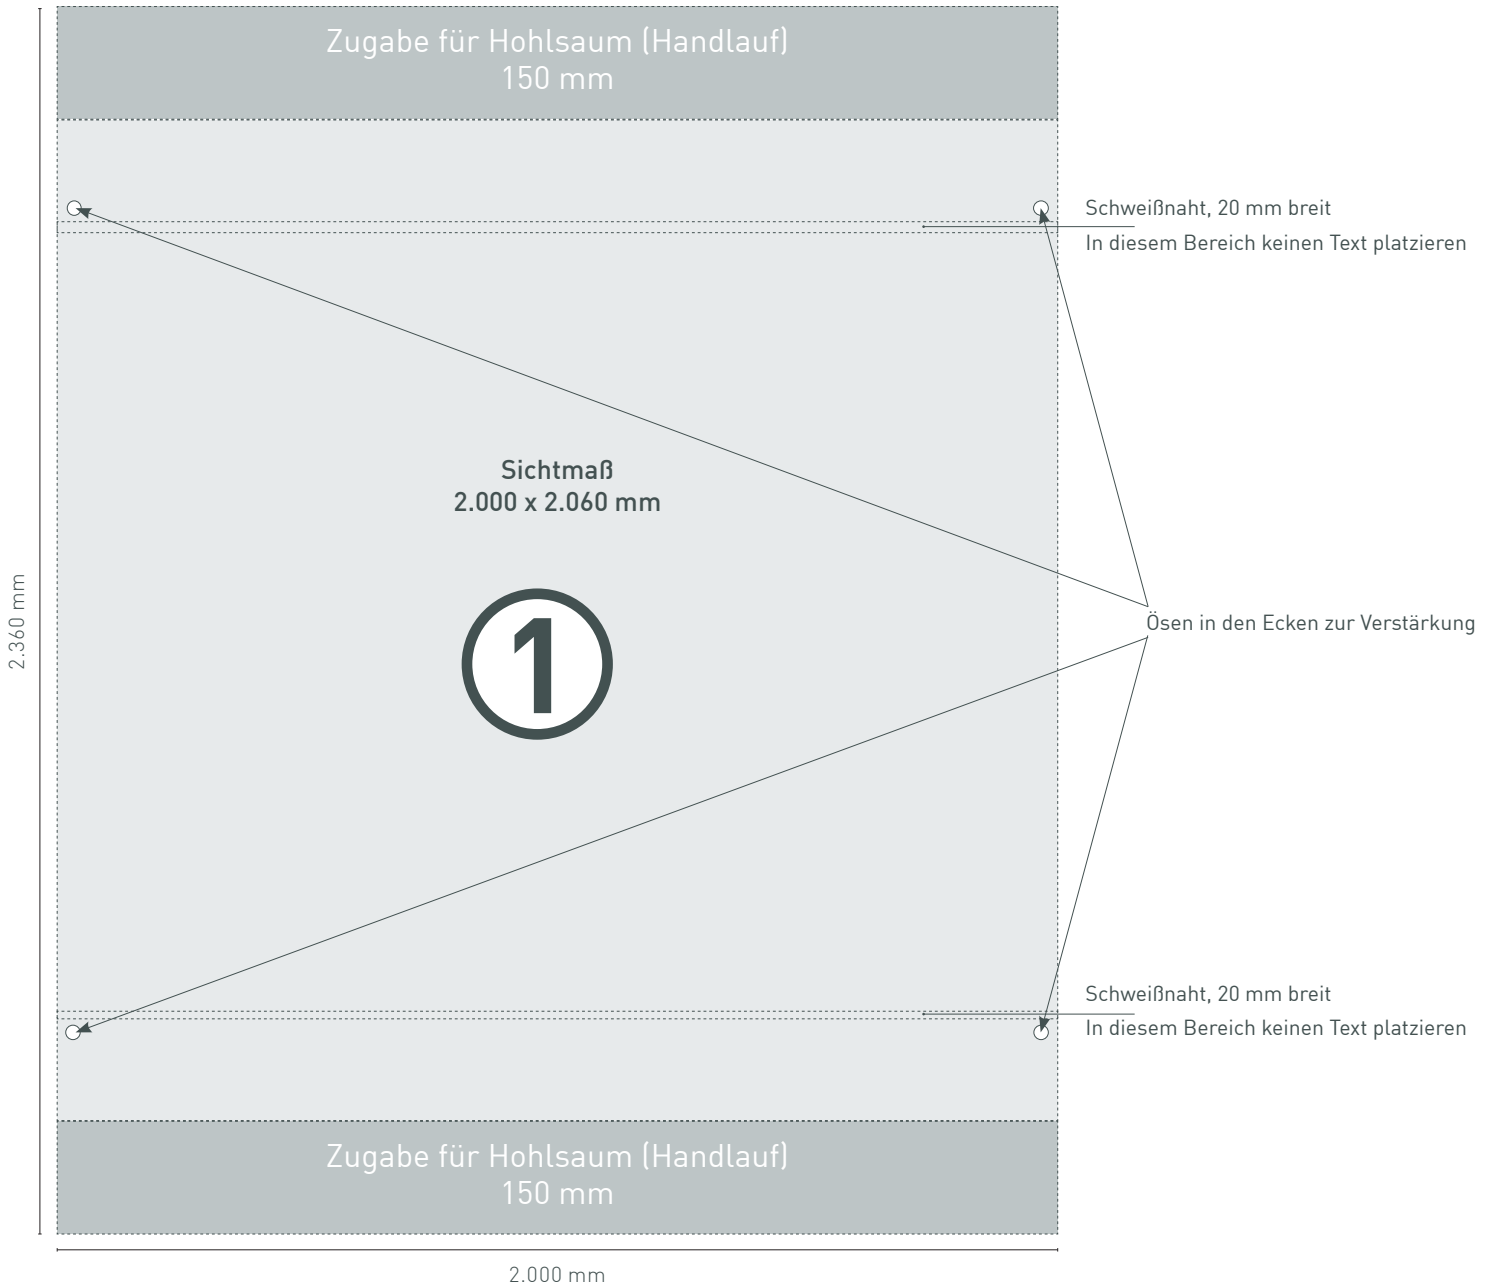 Zugabe für Hohlsaum (Handlauf)
150 mm
Schweißnaht, 20 mm breit
In diesem Bereich keinen Text platzieren
Sichtmaß
2.000 x 2.060 mm
2.360 mm
1
Ösen in den Ecken zur Verstärkung
Schweißnaht, 20 mm breit
In diesem Bereich keinen Text platzieren
Zugabe für Hohlsaum (Handlauf)
150 mm
2.000 mm